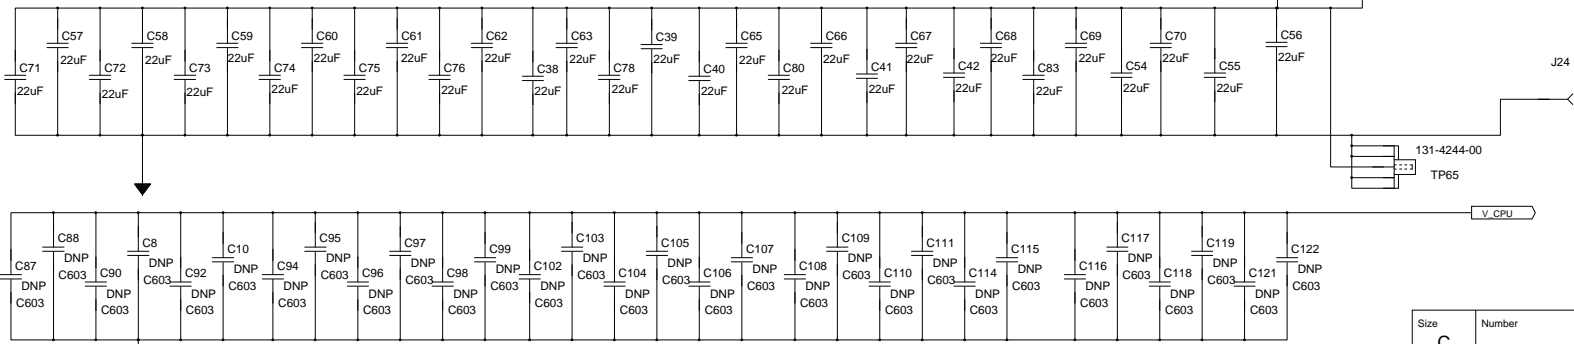 C57
22uF
C58
22uF
C59
22uF
C60
22uF
C61
22uF
C62
22uF
C63
22uF
C39
22uF
C65
22uF
C66
22uF
C67
22uF
C68
22uF
C69
22uF
C70
22uF
C56
22uF
J24
C71
22uF
C72
22uF
C73
22uF
C74
22uF
C75
22uF
C76
22uF
C38
22uF
C78
22uF
C40
22uF
C80
22uF
C41
22uF
C42
22uF
C83
22uF
C54
22uF
C55
22uF
131-4244-00
TP65
V_CPU
C88
DNP
C603
C8
DNP
C603
C10
DNP
C603
C95
DNP
C603
C97
DNP
C603
C99
DNP
C603
C103
DNP
C603
C105
DNP
C603
C107
DNP
C603
C109
DNP
C603
C111
DNP
C603
C115
DNP
C603
C117
DNP
C603
C119
DNP
C603
C122
DNP
C603
C87
DNP
C603
C90
DNP
C603
C92
DNP
C603
C94
DNP
C603
C96
DNP
C603
C98
DNP
C603
C102
DNP
C603
C104
DNP
C603
C106
DNP
C603
C108
DNP
C603
C110
DNP
C603
C114
DNP
C603
C116
DNP
C603
C118
DNP
C603
C121
DNP
C603
Size
C
Number